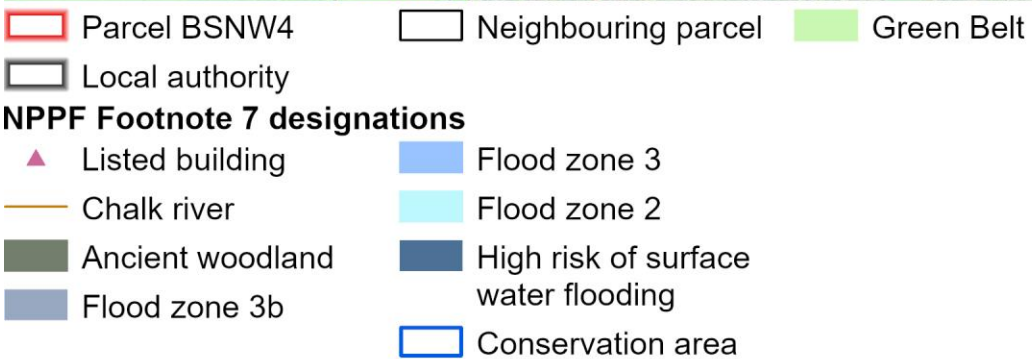 Parcel BSNW4
Neighbouring parcel
Green Belt
Local authority
NPPF Footnote 7 designations
Listed building
Chalk river
Ancient woodland
Flood zone 3b
Flood zone 3
Flood zone 2
High risk of surface
water flooding
Conservation area